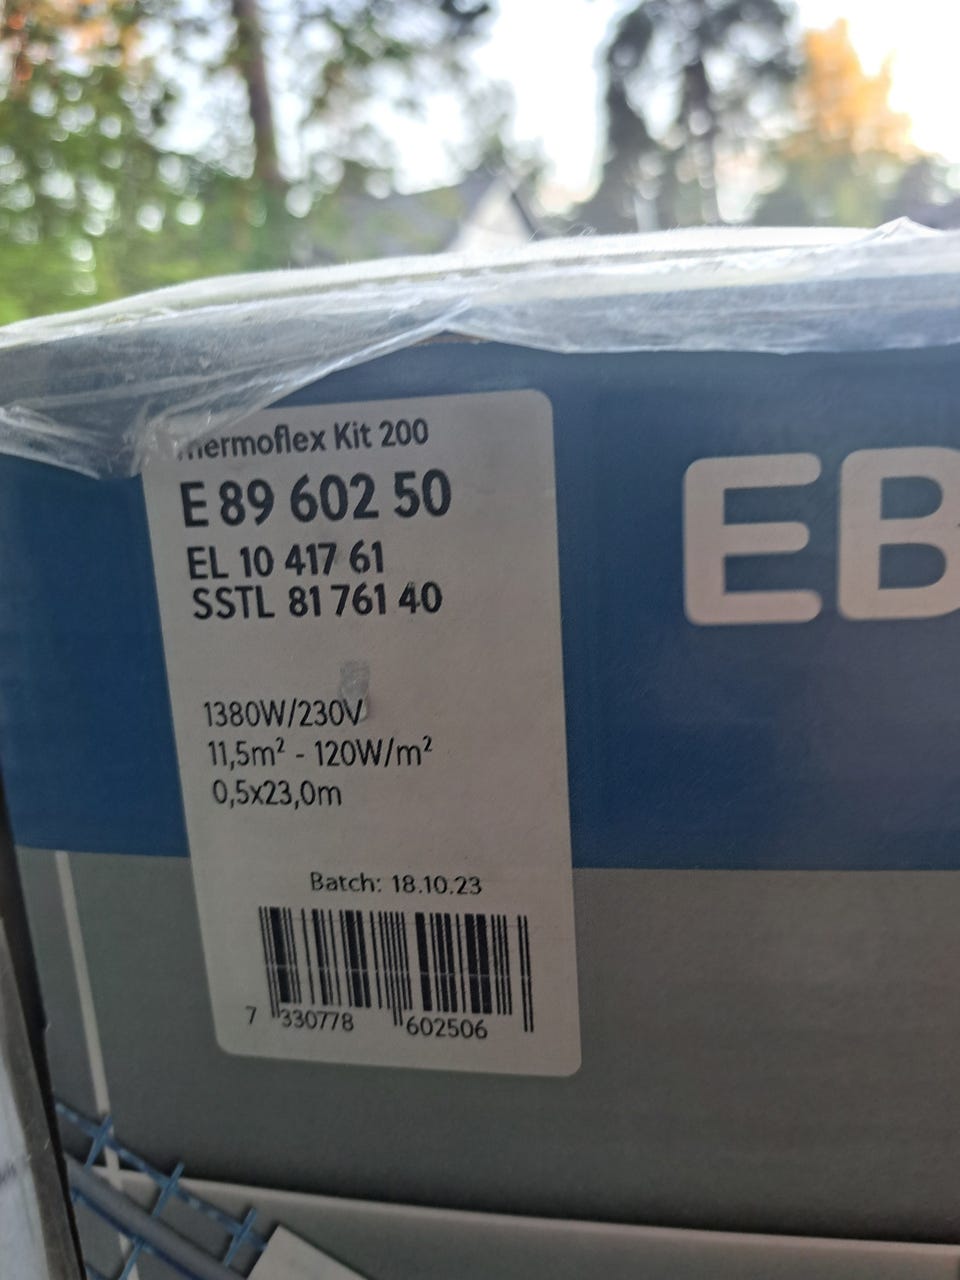 Kit 200
E 89 602 50
EL 10 417 61
SSTL 81 761 40
EB
1380W/230V
11,5m² - 120W/m²
0,5x23,0m
Batch: 18.10.23
7 330778 602506